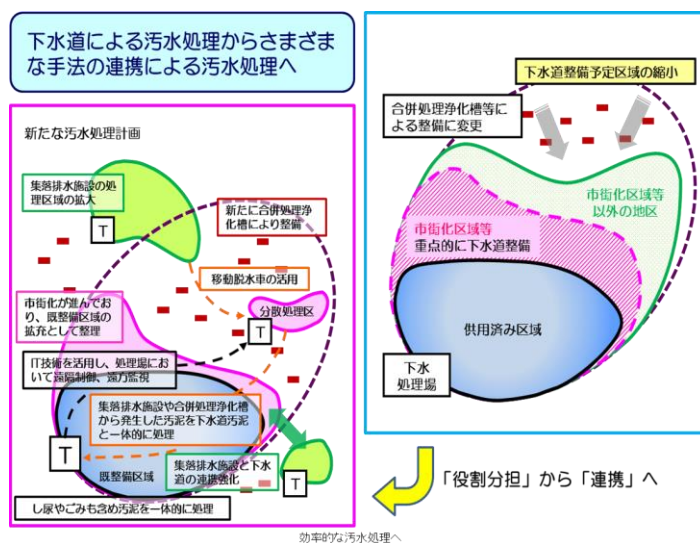 下水道による汚水処理からさまざま
な手法の連携による汚水処理へ
新たな汚水処理計画
集落排水施設の処
理区域の拡大
T
新たに合併処理浄
化槽により整備
移動脱水車の活用
市街化が進んでお
り、既整備区域の
拡充として整理
分散処理区
T
IT技術を活用し、処理場にお
いて遠隔制御、遠方監視
集落排水施設や合併処理浄化槽
から発生した汚泥を下水道汚泥
と一体的に処理
T
既整備区域
集落排水施設と下水
道の連携強化
T
し尿やごみも含め汚泥を一体的に処理
下水道整備予定区域の縮小
合併処理浄化槽等に
よる整備に変更
市街化区域等
以外の地区
市街化区域等
重点的に下水道整備
供用済み区域
下水
処理場
「役割分担」から「連携」へ
効率的な汚水処理へ